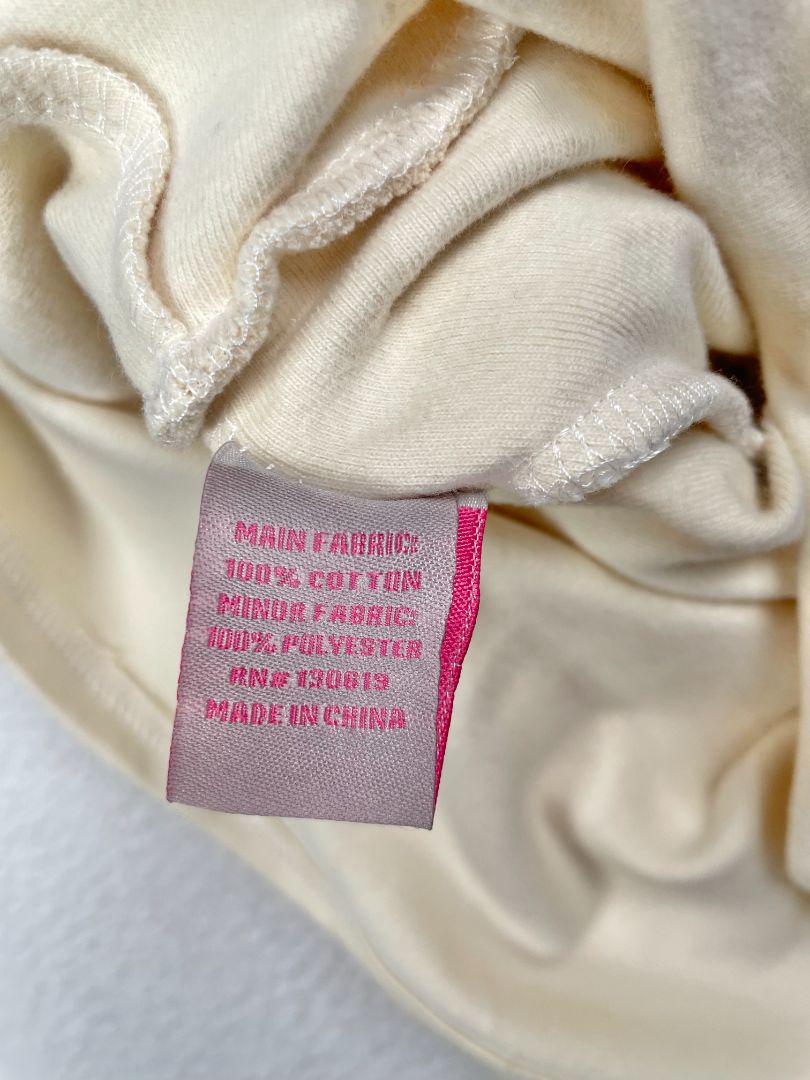 MAIN FABRIC:
100% COTTON
MINOR FABRIC:
100% POLYESTER
RN# 130619
MADE IN CHINA